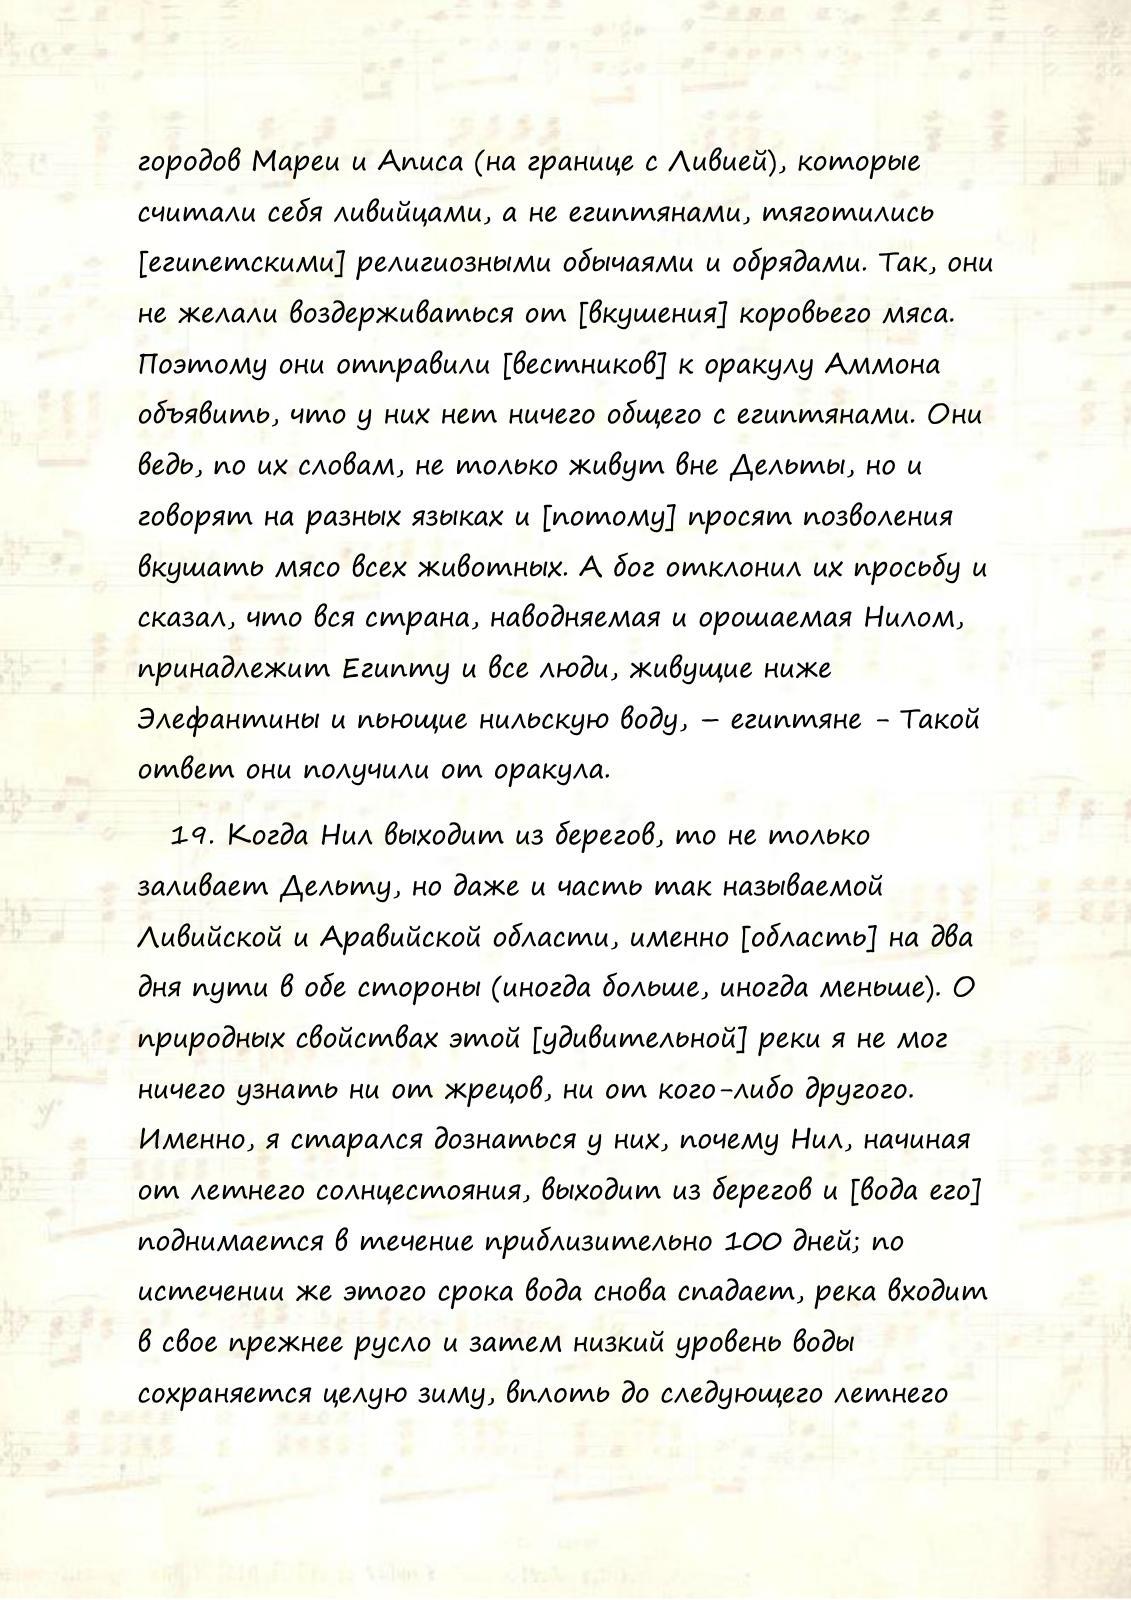 городов Мареи и Аписа (на границе с Ливией), которые
считали себя ливийцами, а не египтянами, тяготились
[египетскими] религиозными обычаями и обрядами. Так, они
не желали воздерживаться от [вкушения] коровьего мяса.
Поэтому они отправили [вестников] к оракулу Аммона
объявить, что у них нет ничего общего с египтянами. Они
ведь, по их словам, не только живут вне Дельты, но и
говорят на разных языках и [потому] просят позволения
вкушать мясо всех животных. А бог отклонил их просьбу и
сказал, что вся страна, наводняемая и орошаемая Нилом,
принадлежит Египту и все люди, живущие ниже
Элефантины и пьющие нильскую воду, – египтяне - Такой
ответ они получили от оракула.
19. Когда Нил выходит из берегов, то не только
заливает Дельту, но даже и часть так называемой
Ливийской и Аравийской области, именно [область] на два
дня пути в обе стороны (иногда больше, иногда меньше). О
природных свойствах этой [удивительной] реки я не мог
ничего узнать ни от жрецов, ни от кого-либо другого.
Именно, я старался дознаться у них, почему Нил, начиная
от летнего солнцестояния, выходит из берегов и [вода его]
поднимается в течение приблизительно 100 дней; по
истечении же этого срока вода снова спадает, река входит
в свое прежнее русло и затем низкий уровень воды
сохраняется целую зиму, вплоть до следующего летнего